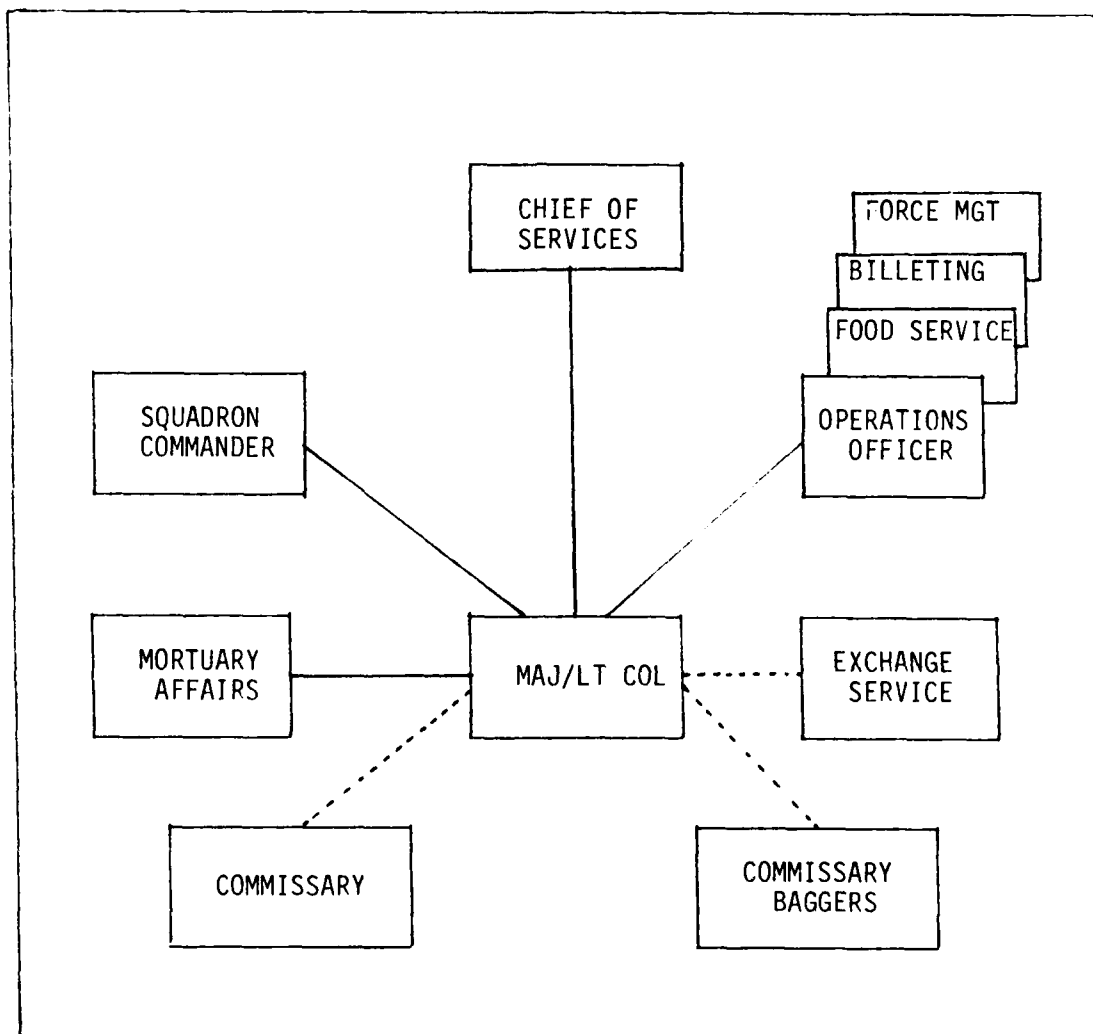 CHIEF OF
SERVICES
FORCE MGT
BILLETING
FOOD SERVICE
OPERATIONS
OFFICER
SQUADRON
COMMANDER
MORTUARY
AFFAIRS
MAJ/LT COL
EXCHANGE
SERVICE
COMMISSARY
COMMISSARY
BAGGERS